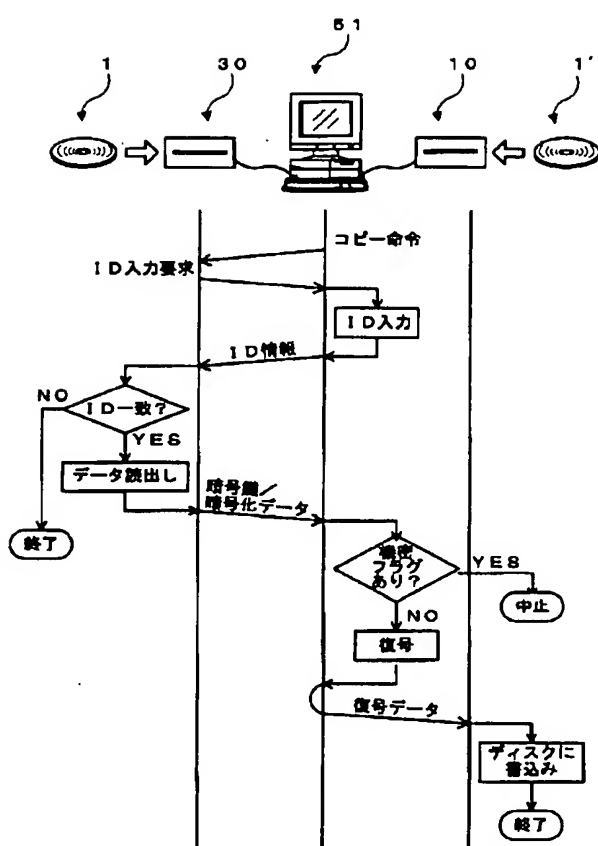 51
1
30
10
1'
コピー命令
ID入力要求
ID入力
ID情報
NO
ID一致?
YES
データ読出し
暗号鍵/
暗号化データ
終了
機密
フラグ
あり?
YES
中止
NO
復号
復号データ
ディスクに
書込み
終了